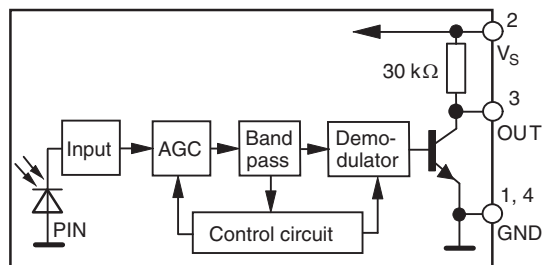 2
V_S
30 kΩ
3
OUT
Input
AGC
Band
pass
Demo-
dulator
1, 4
GND
PIN
Control circuit